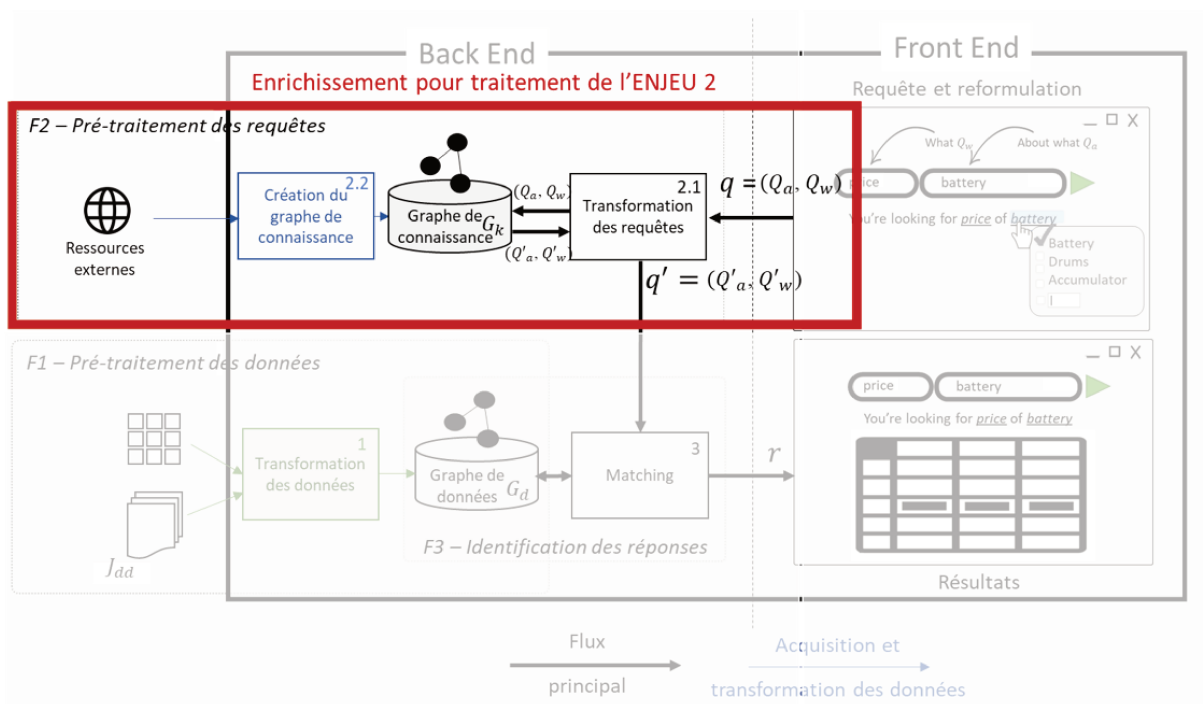 Back End
Front End
Enrichissement pour traitement de l'ENJEU 2
Requête et reformulation
F2 – Pré-traitement des requêtes
What Q_w
About what Q_a
price
battery
You're looking for price of battery
Battery
Drums
Accumulator
Ressources
externes
2.2
Création du
graphe de
connaissance
Graphe de
connaissance G_k
(Q_a, Q_w)
(Q'_a, Q'_w)
2.1
Transformation
des requêtes
q = (Q_a, Q_w)
q' = (Q'_a, Q'_w)
F1 – Pré-traitement des données
J_dd
1
Transformation
des données
Graphe de
données G_d
3
Matching
r
F3 – Identification des réponses
price
battery
You're looking for price of battery
Résultats
Flux
principal
Acquisition et
transformation des données